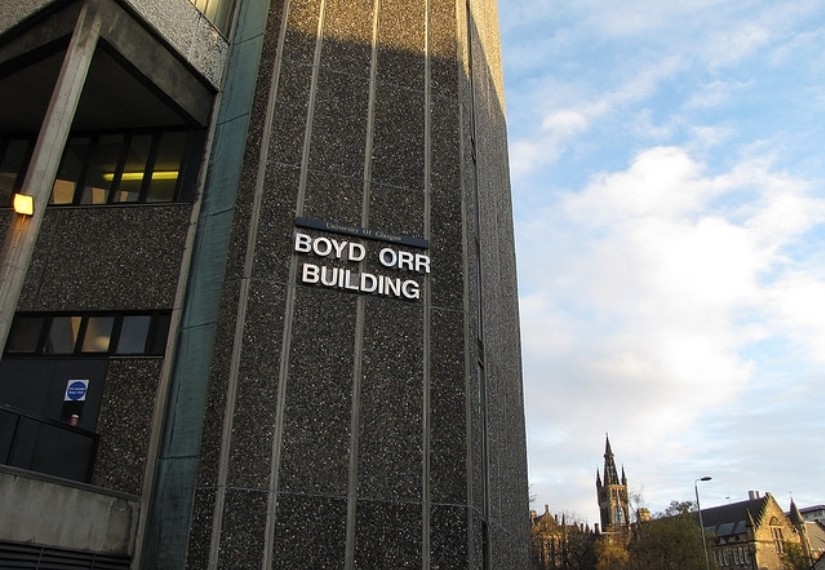 University Of Glasgow
BOYD ORR
BUILDING